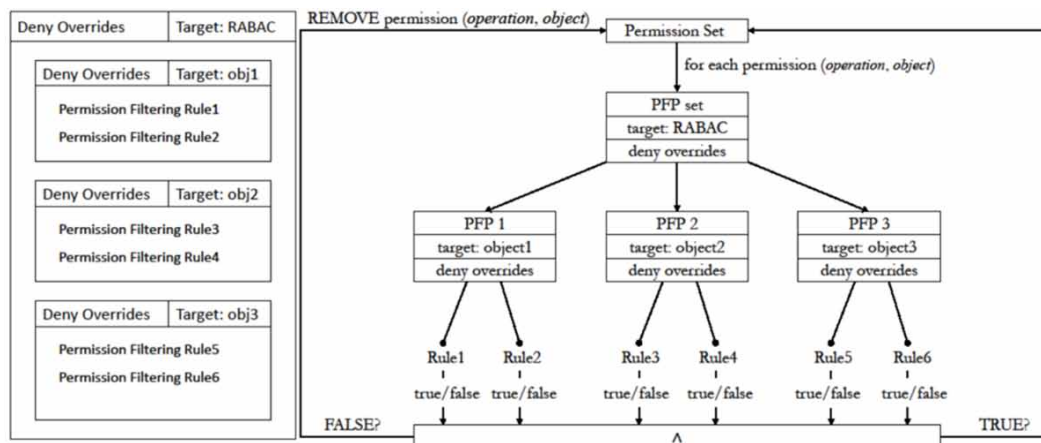 Deny Overrides Target: RABAC
Deny Overrides Target: obj1
Permission Filtering Rule1
Permission Filtering Rule2
Deny Overrides Target: obj2
Permission Filtering Rule3
Permission Filtering Rule4
Deny Overrides Target: obj3
Permission Filtering Rule5
Permission Filtering Rule6
REMOVE permission (operation, object)
Permission Set
for each permission (operation, object)
PFP set
target: RABAC
deny overrides
PFP 1 PFP 2 PFP 3
target: object1 target: object2 target: object3
deny overrides deny overrides deny overrides
Rule1 Rule2 Rule3 Rule4 Rule5 Rule6
true/false true/false true/false true/false true/false true/false
FALSE? TRUE?
^